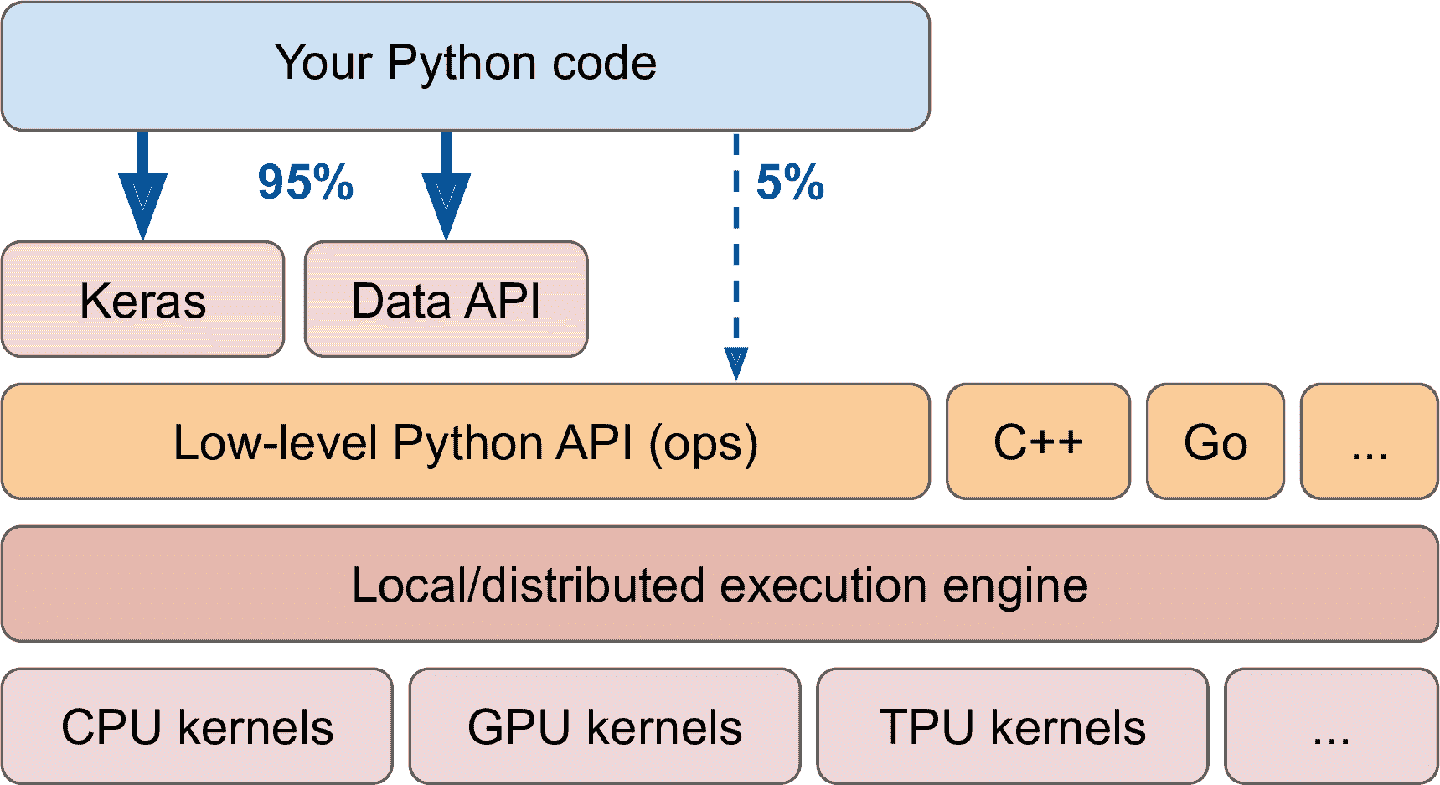 Your Python code
95%
5%
Keras
Data API
Low-level Python API (ops)
C++
Go
...
Local/distributed execution engine
CPU kernels
GPU kernels
TPU kernels
...